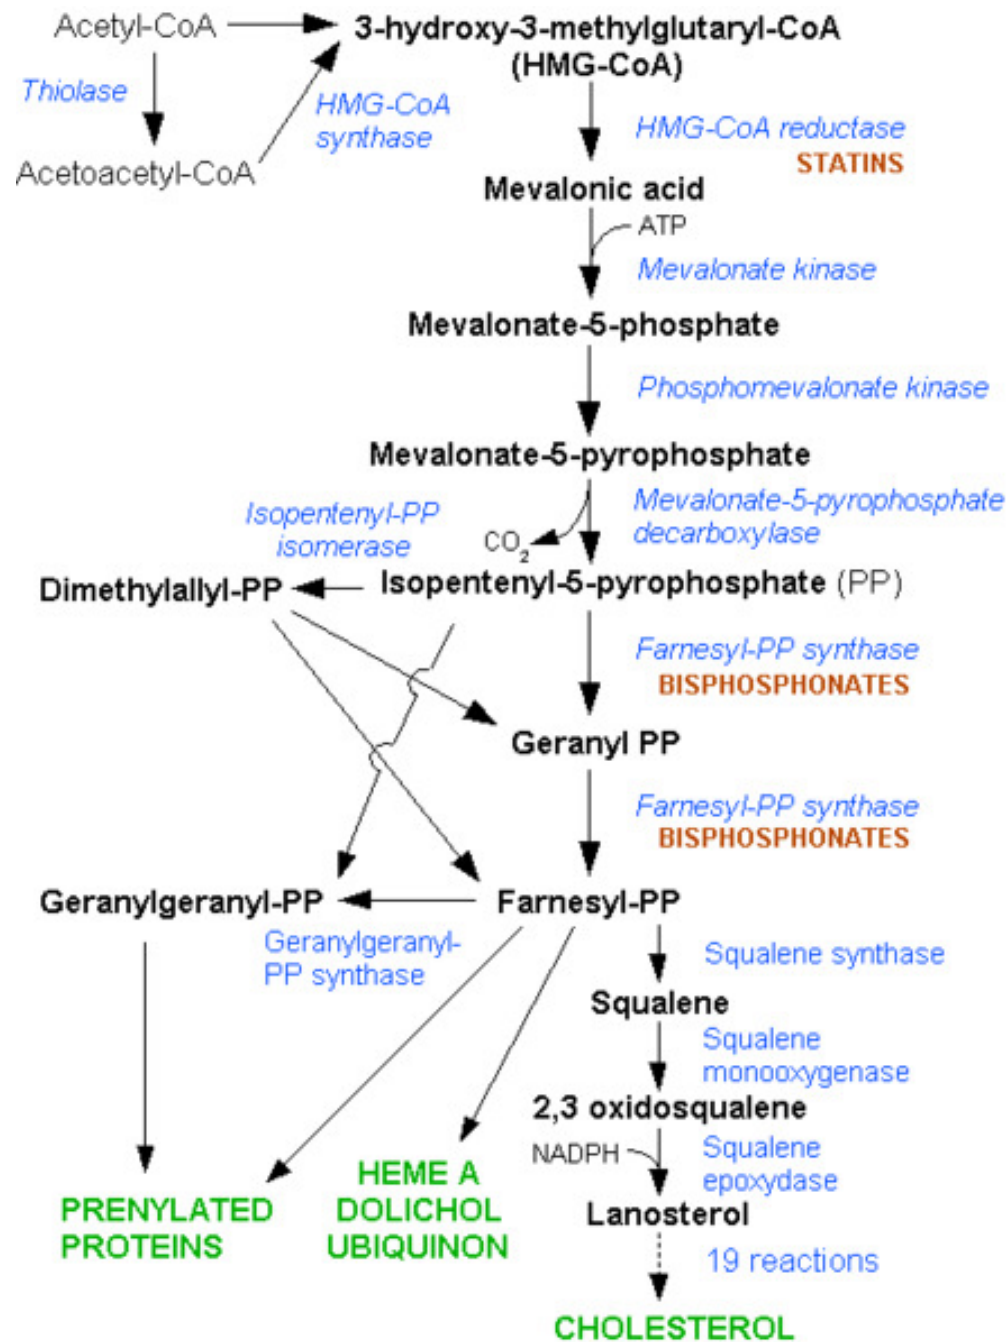 Acetyl-CoA
3-hydroxy-3-methylglutaryl-CoA
(HMG-CoA)
Thiolase
HMG-CoA
synthase
HMG-CoA reductase
STATINS
Acetoacetyl-CoA
Mevalonic acid
ATP
Mevalonate kinase
Mevalonate-5-phosphate
Phosphomevalonate kinase
Mevalonate-5-pyrophosphate
Isopentenyl-PP
isomerase
CO2
Mevalonate-5-pyrophosphate
decarboxylase
Dimethylallyl-PP
Isopentenyl-5-pyrophosphate (PP)
Farnesyl-PP synthase
BISPHOSPHONATES
Geranyl PP
Farnesyl-PP synthase
BISPHOSPHONATES
Geranylgeranyl-PP
Farnesyl-PP
Geranylgeranyl-
PP synthase
Squalene synthase
Squalene
Squalene
monooxygenase
2,3 oxidosqualene
NADPH
Squalene
epoxydase
Lanosterol
PRENYLATED
PROTEINS
HEME A
DOLICHOL
UBIQUINON
19 reactions
CHOLESTEROL